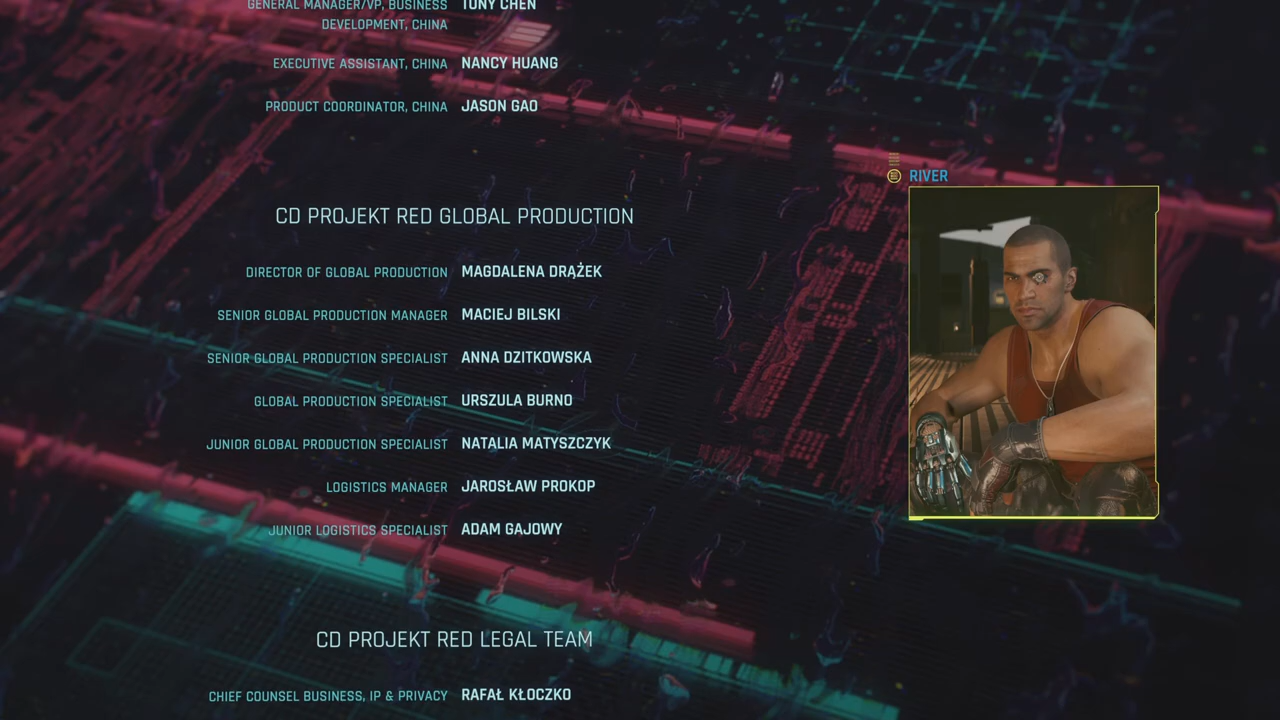 GENERAL MANAGER/VP, BUSINESS DEVELOPMENT, CHINA TONY CHEN
EXECUTIVE ASSISTANT, CHINA NANCY HUANG
PRODUCT COORDINATOR, CHINA JASON GAO
RIVER
CD PROJEKT RED GLOBAL PRODUCTION
DIRECTOR OF GLOBAL PRODUCTION MAGDALENA DRĄŻEK
SENIOR GLOBAL PRODUCTION MANAGER MACIEJ BILSKI
SENIOR GLOBAL PRODUCTION SPECIALIST ANNA DZITKOWSKA
GLOBAL PRODUCTION SPECIALIST URSZULA BURNO
JUNIOR GLOBAL PRODUCTION SPECIALIST NATALIA MATYSZCZYK
LOGISTICS MANAGER JAROSŁAW PROKOP
JUNIOR LOGISTICS SPECIALIST ADAM GĄJOWY
CD PROJEKT RED LEGAL TEAM
CHIEF COUNSEL BUSINESS, IP & PRIVACY RAFAŁ KŁOCZKO